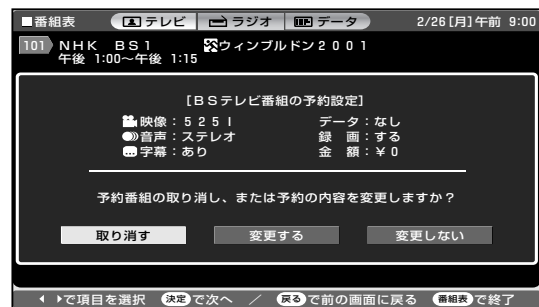 ■番組表 テレビ ラジオ データ 2/26[月]午前 9:00
101 NHK BS1 ウィンブルドン2001
午後 1:00~午後 1:15
[BSテレビ番組の予約設定]
映像:525I データ:なし
音声:ステレオ 録画:する
字幕:あり 金額:¥0
予約番組の取り消し、または予約の内容を変更しますか?
取り消す 変更する 変更しない
で項目を選択 決定で次へ / 戻るで前の画面に戻る 番組表で終了